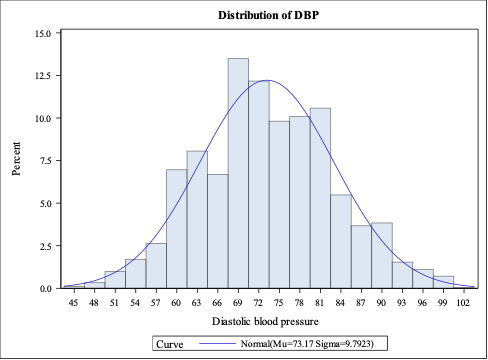 Distribution of DBP
15.0
12.5
10.0
7.5
5.0
2.5
0.0
Percent
45 48 51 54 57 60 63 66 69 72 75 78 81 84 87 90 93 96 99 102
Diastolic blood pressure
Curve Normal(Mu=73.17 Sigma=9.7923)